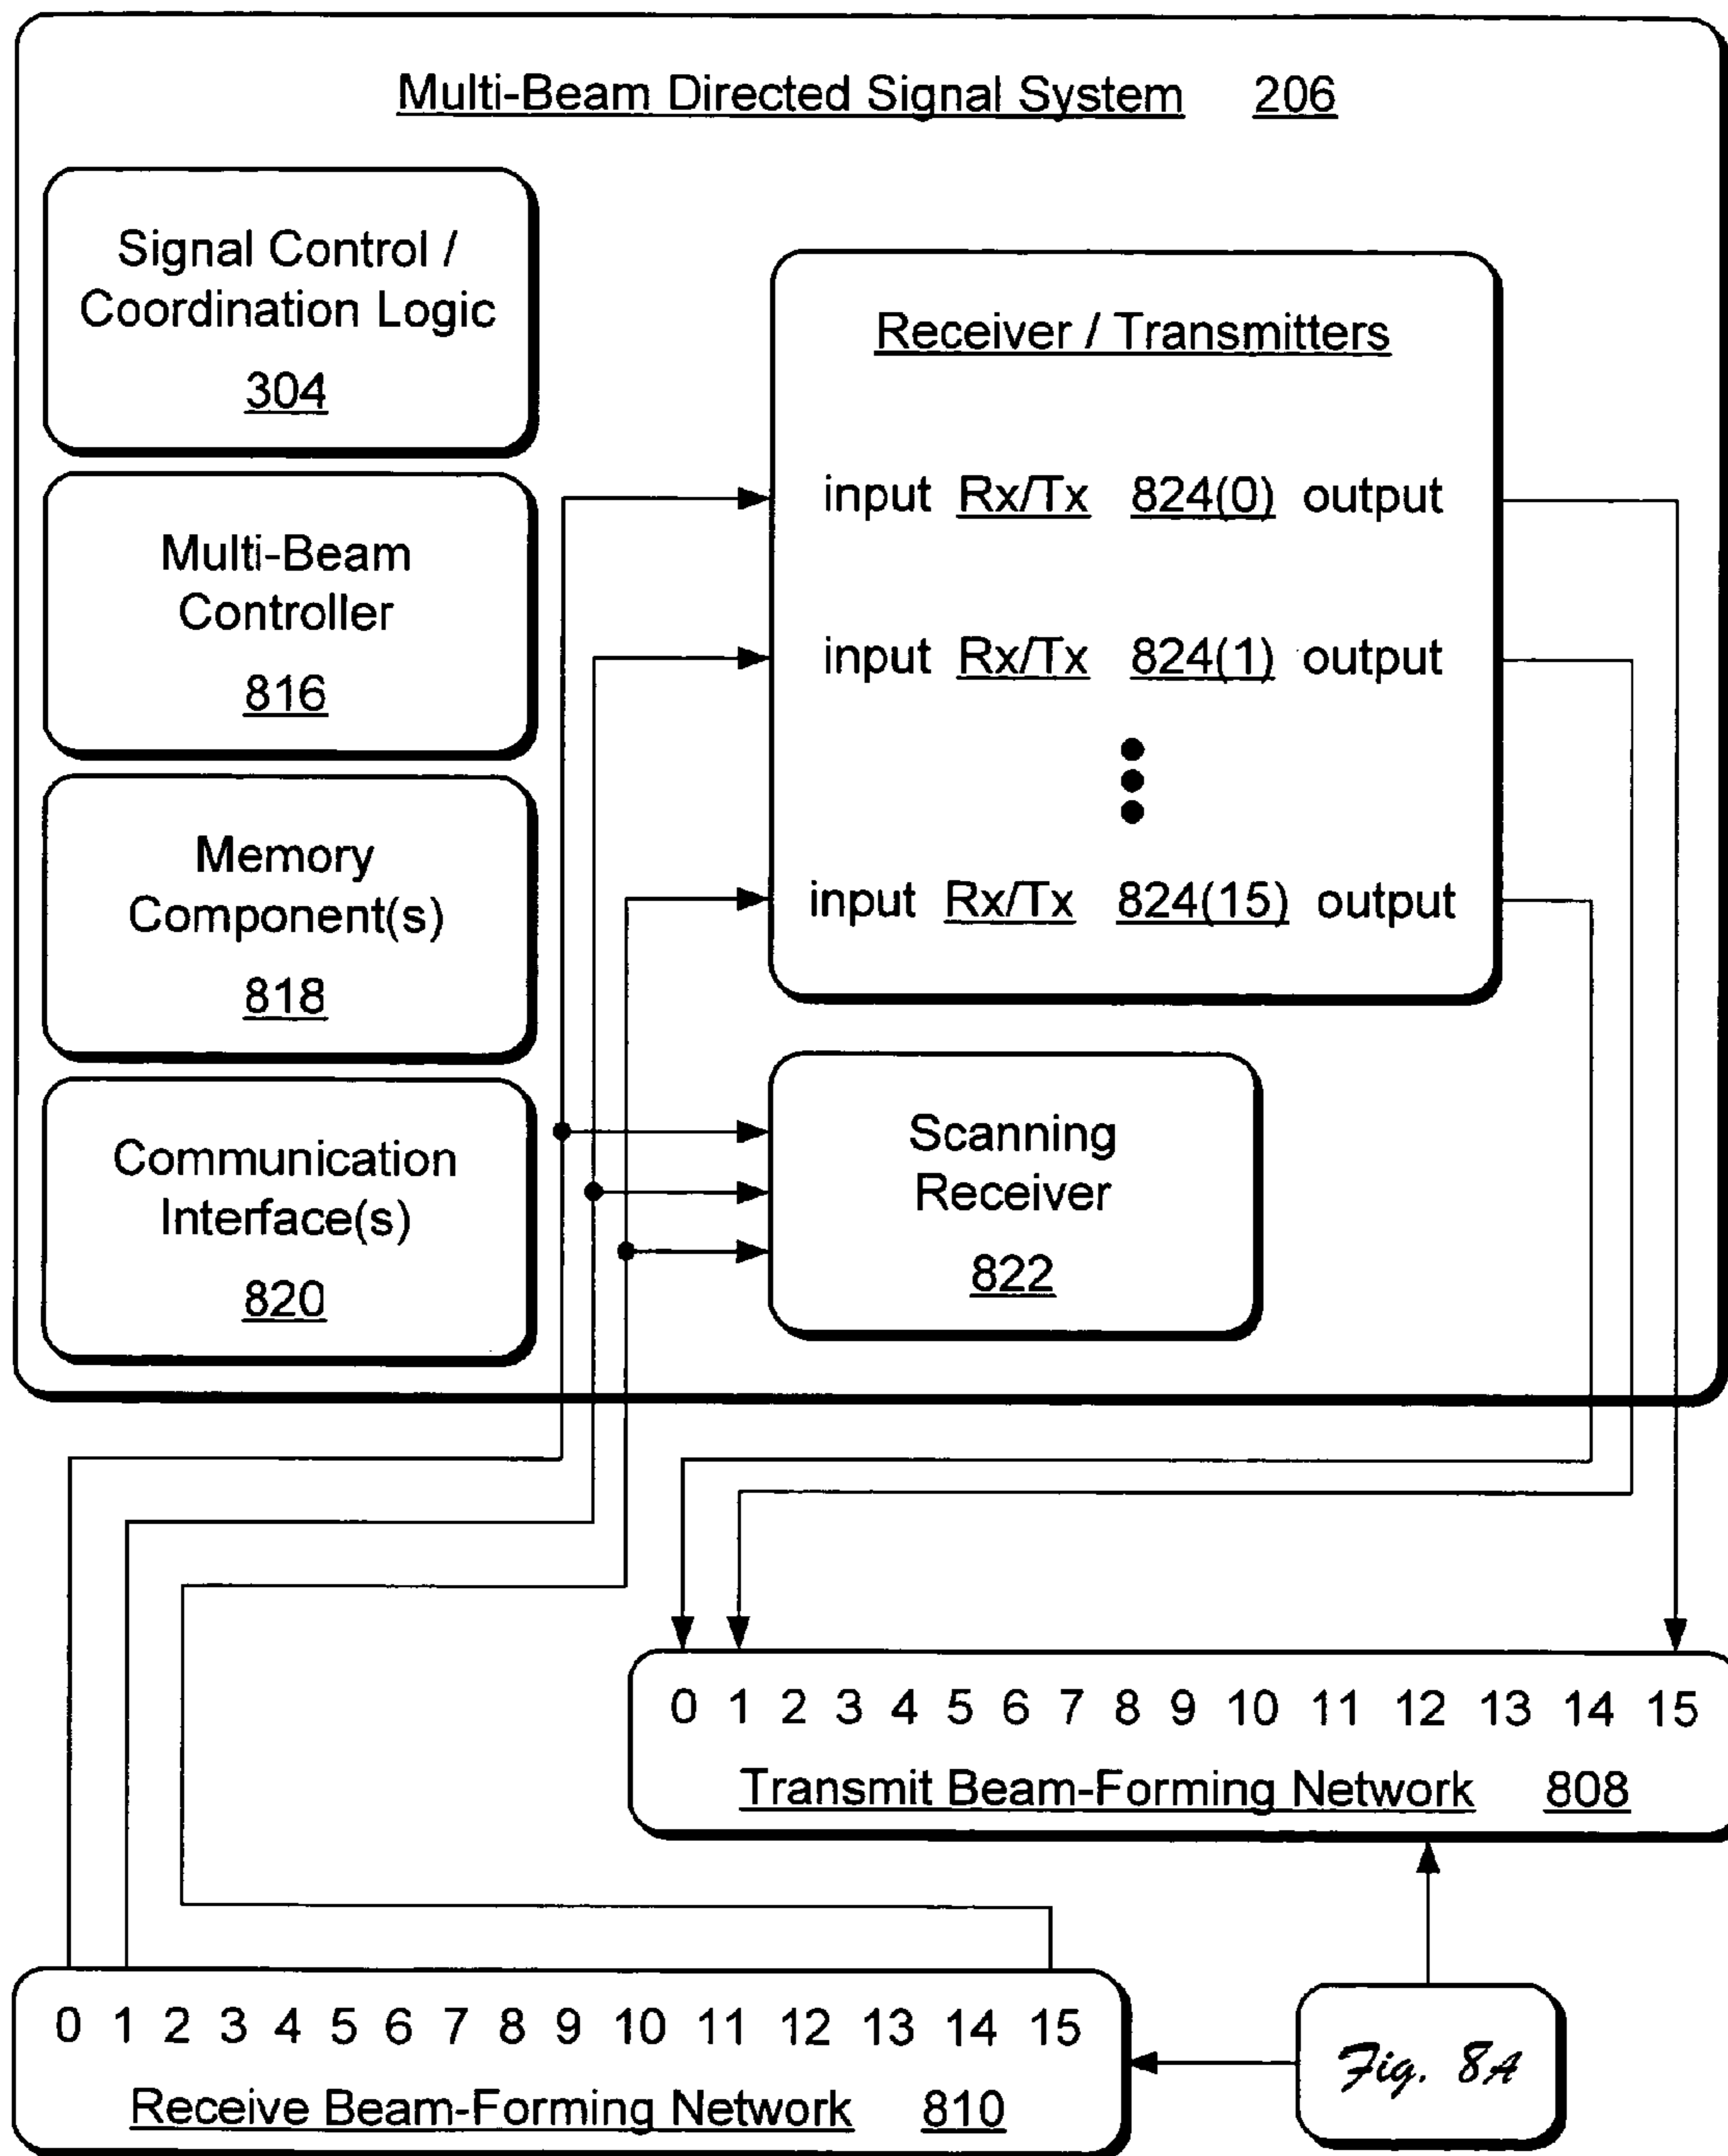 Multi-Beam Directed Signal System 206
Signal Control /
Coordination Logic
304
Multi-Beam
Controller
816
Memory
Component(s)
818
Communication
Interface(s)
820
Receiver / Transmitters
input Rx/Tx 824(0) output
input Rx/Tx 824(1) output
input Rx/Tx 824(15) output
Scanning
Receiver
822
0 1 2 3 4 5 6 7 8 9 10 11 12 13 14 15
Transmit Beam-Forming Network 808
0 1 2 3 4 5 6 7 8 9 10 11 12 13 14 15
Receive Beam-Forming Network 810
Fig. 8A